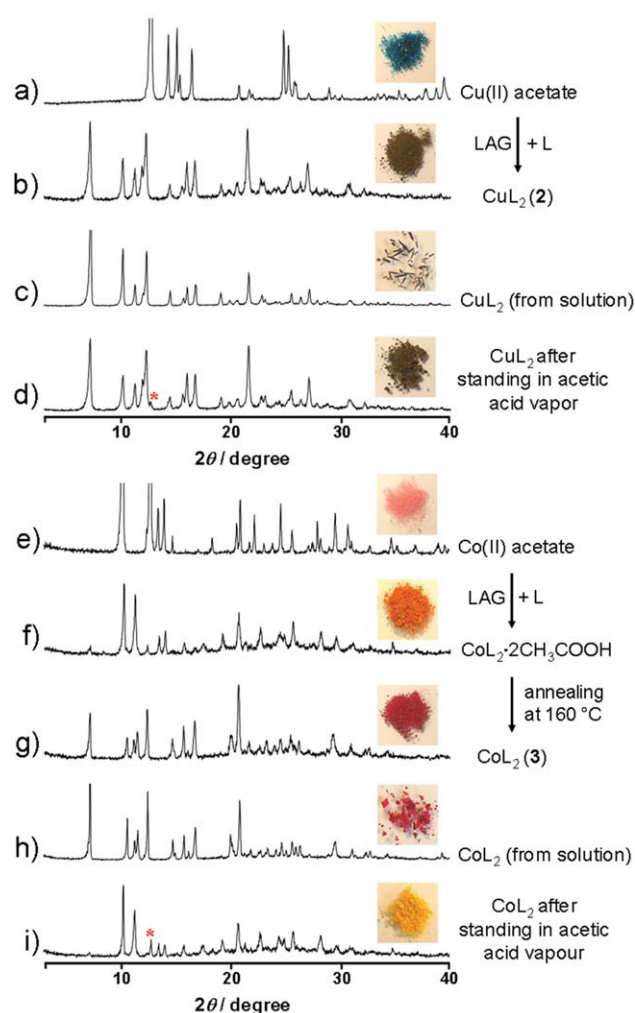 a)
Cu(II) acetate
LAG + L
b)
CuL₂ (2)
c)
CuL₂ (from solution)
d)
*
CuL₂ after
standing in acetic
acid vapor
10 20 30 40
2θ / degree
e)
Co(II) acetate
LAG + L
f)
CoL₂·2CH₃COOH
annealing
at 160 °C
g)
CoL₂ (3)
h)
CoL₂ (from solution)
i)
*
CoL₂ after
standing in acetic
acid vapour
10 20 30 40
2θ / degree